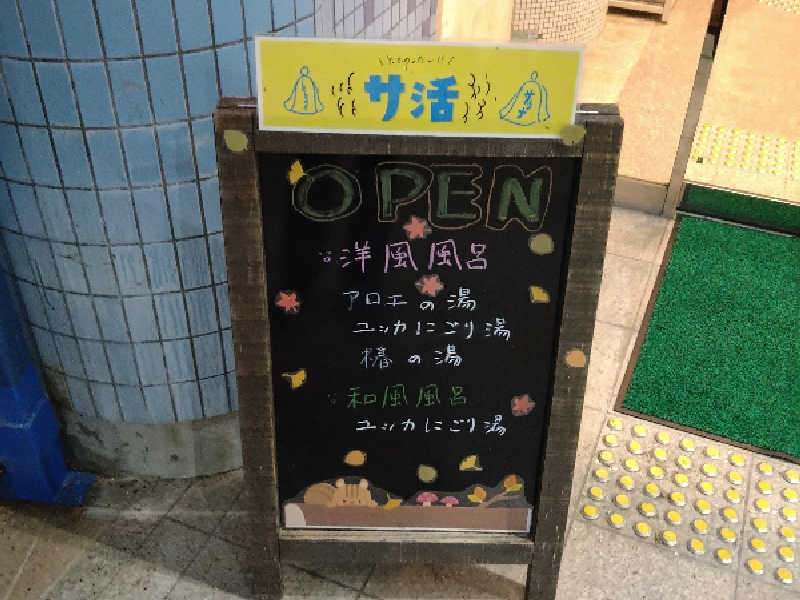 サ活
OPEN
洋風風呂
アロエの湯
ユッカにごり湯
椿の湯
和風風呂
ユッカにごり湯